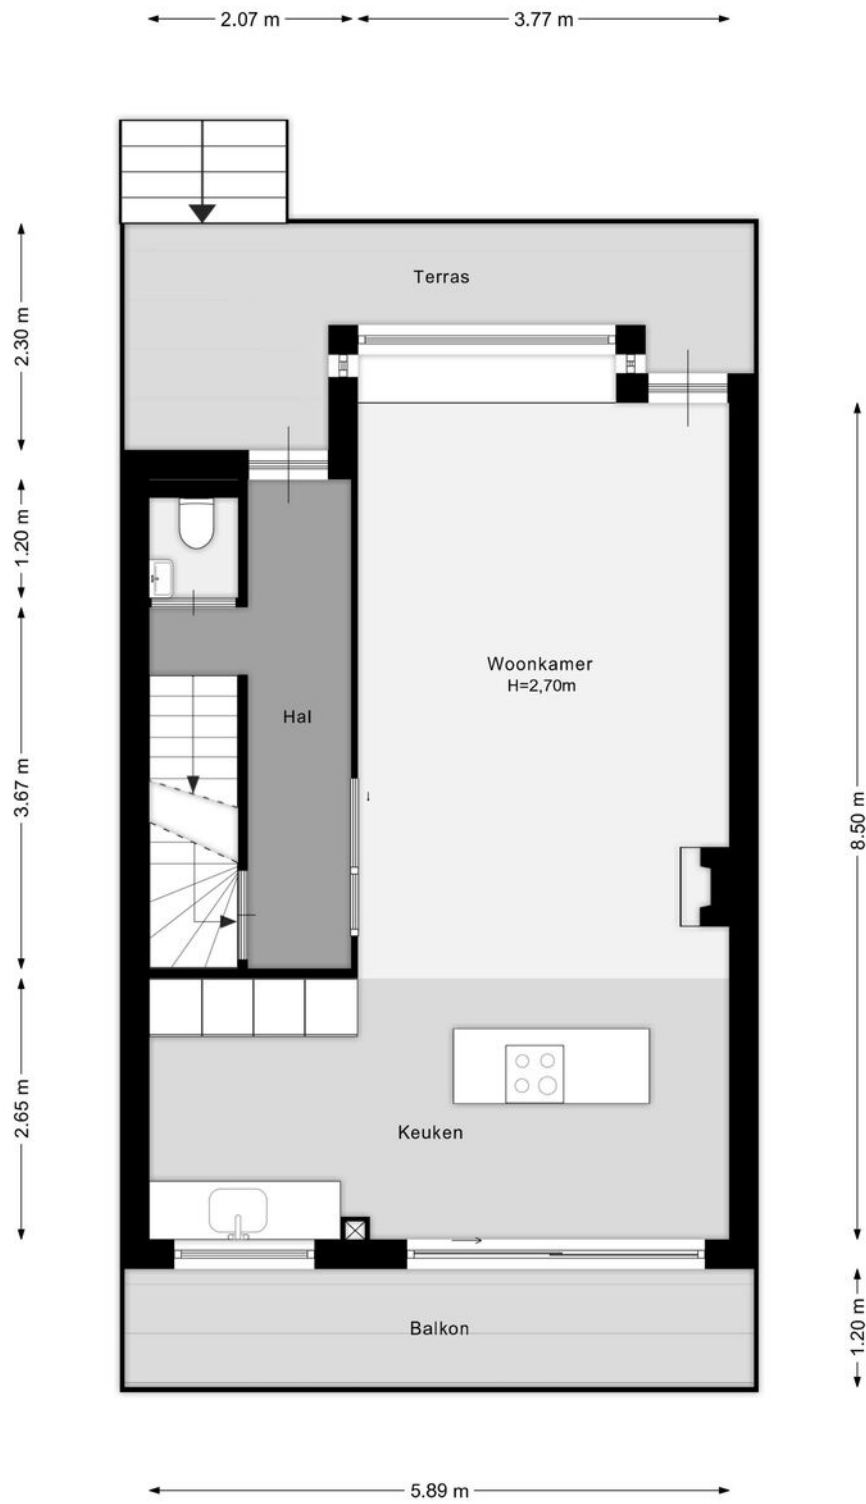 2.07 m
3.77 m
Terras
2.30 m
1.20 m
Woonkamer
H=2,70m
Hal
3.67 m
8.50 m
2.65 m
Keuken
Balkon
1.20 m
5.89 m